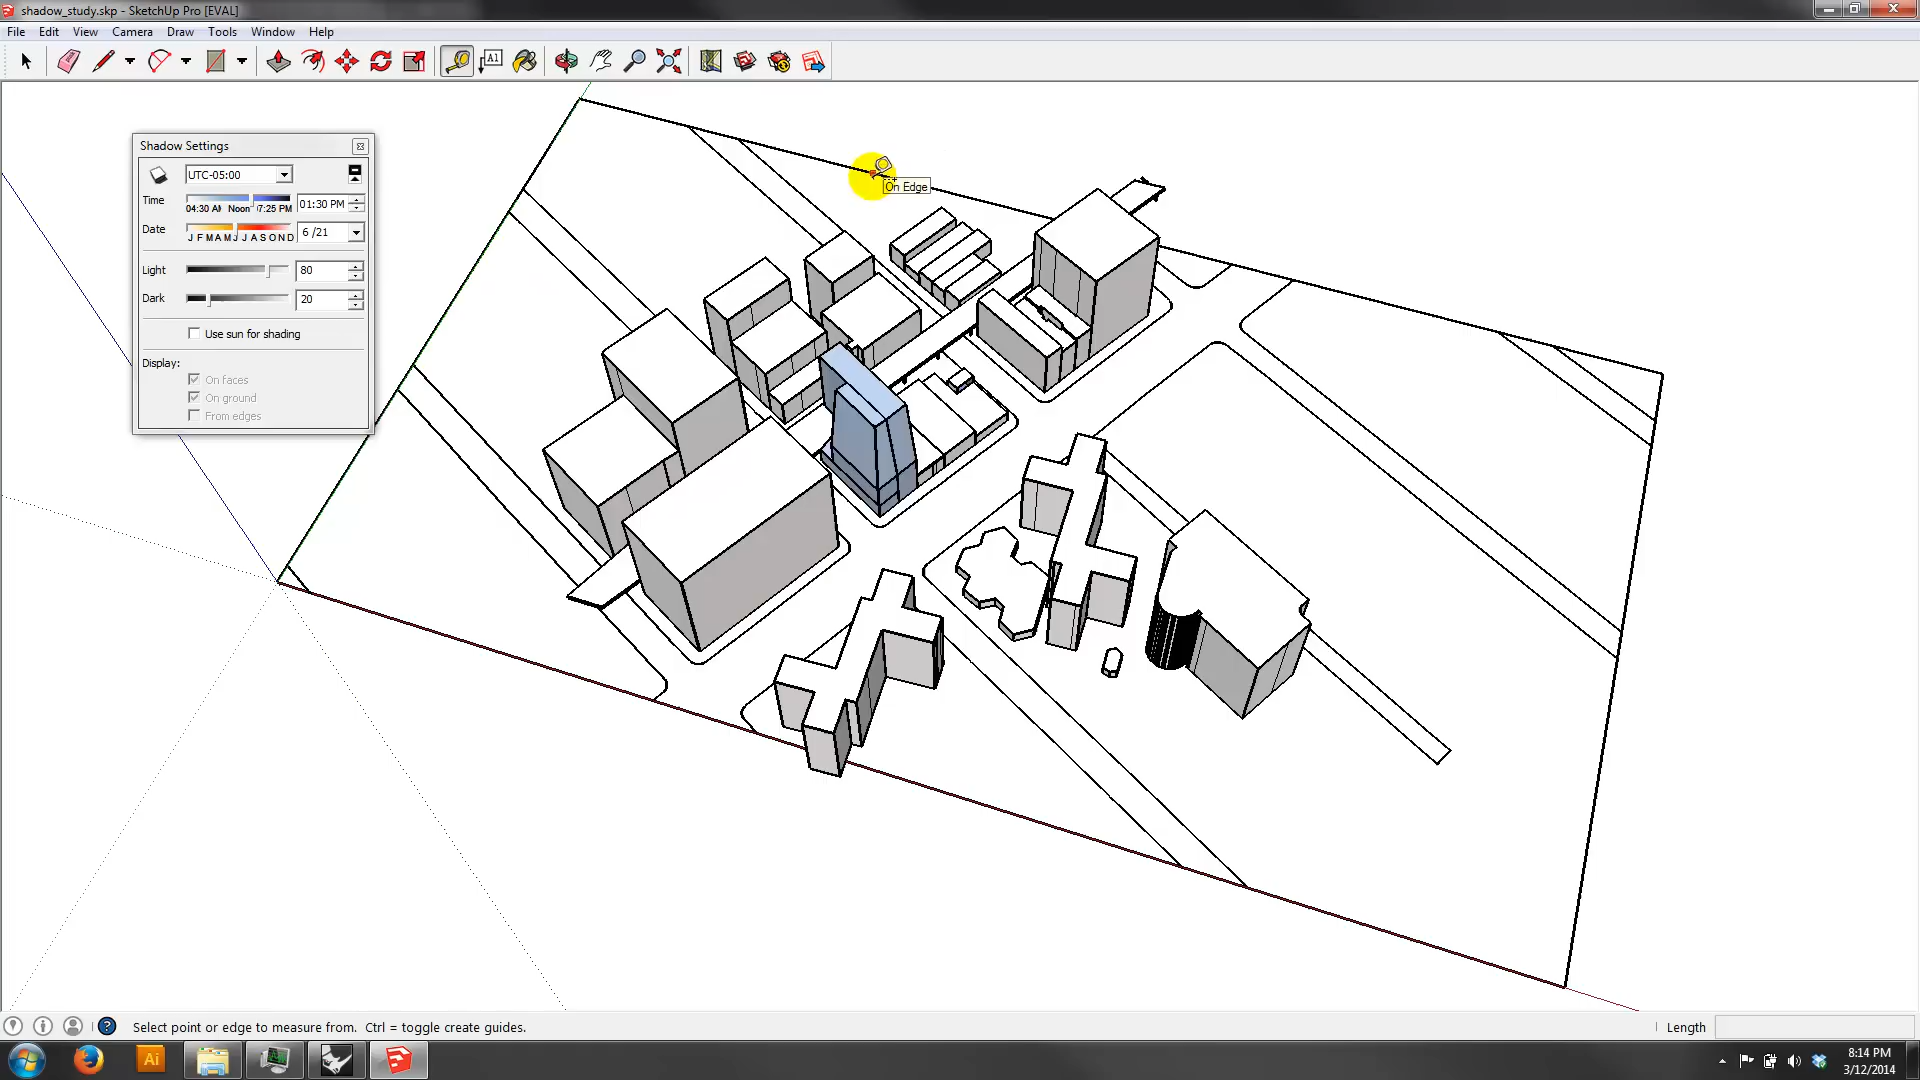 shadow_study.skp - SketchUp Pro [EVAL]
File Edit View Camera Draw Tools Window Help
A1
Shadow Settings
UTC-05:00
Time
04:30 AM Noon 07:25 PM
01:30 PM
Date
J F M A M J J A S O N D
6 /21
Light
80
Dark
20
Use sun for shading
Display:
On faces
On ground
From edges
On Edge
Select point or edge to measure from. Ctrl = toggle create guides.
Length
Ai
8:14 PM
3/12/2014